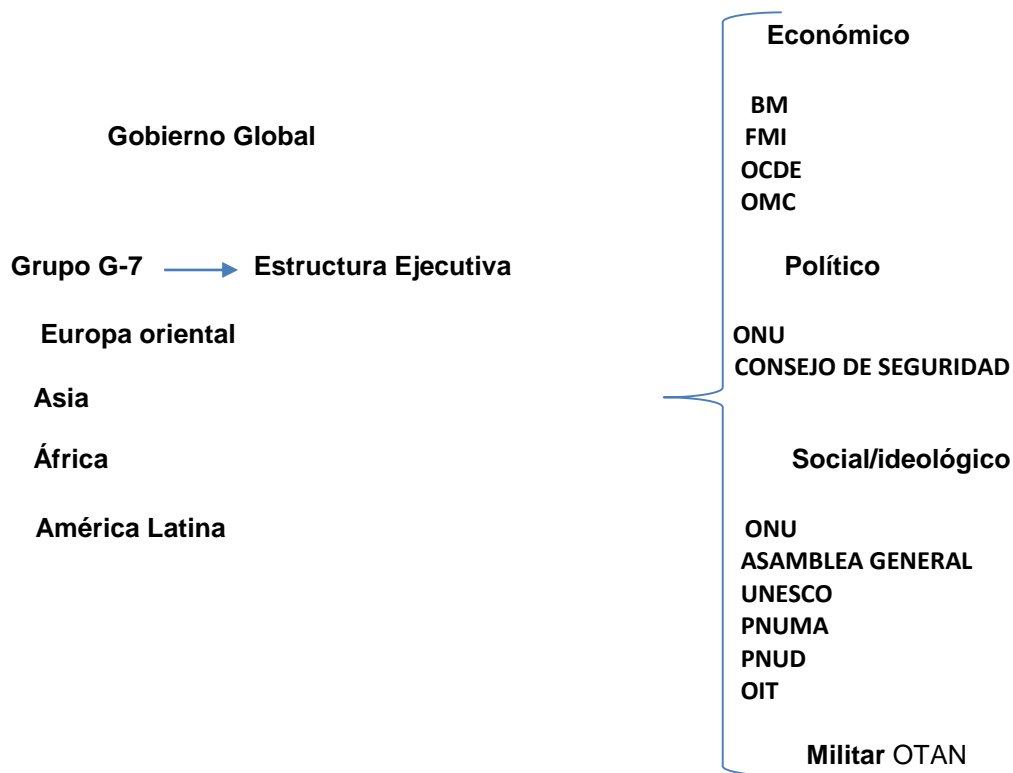 Económico
BM
Gobierno Global
FMI
OCDE
OMC
Grupo G-7 Estructura Ejecutiva
Político
Europa oriental
ONU
CONSEJO DE SEGURIDAD
Asia
África
Social/ideológico
América Latina
ONU
ASAMBLEA GENERAL
UNESCO
PNUMA
PNUD
OIT
Militar OTAN